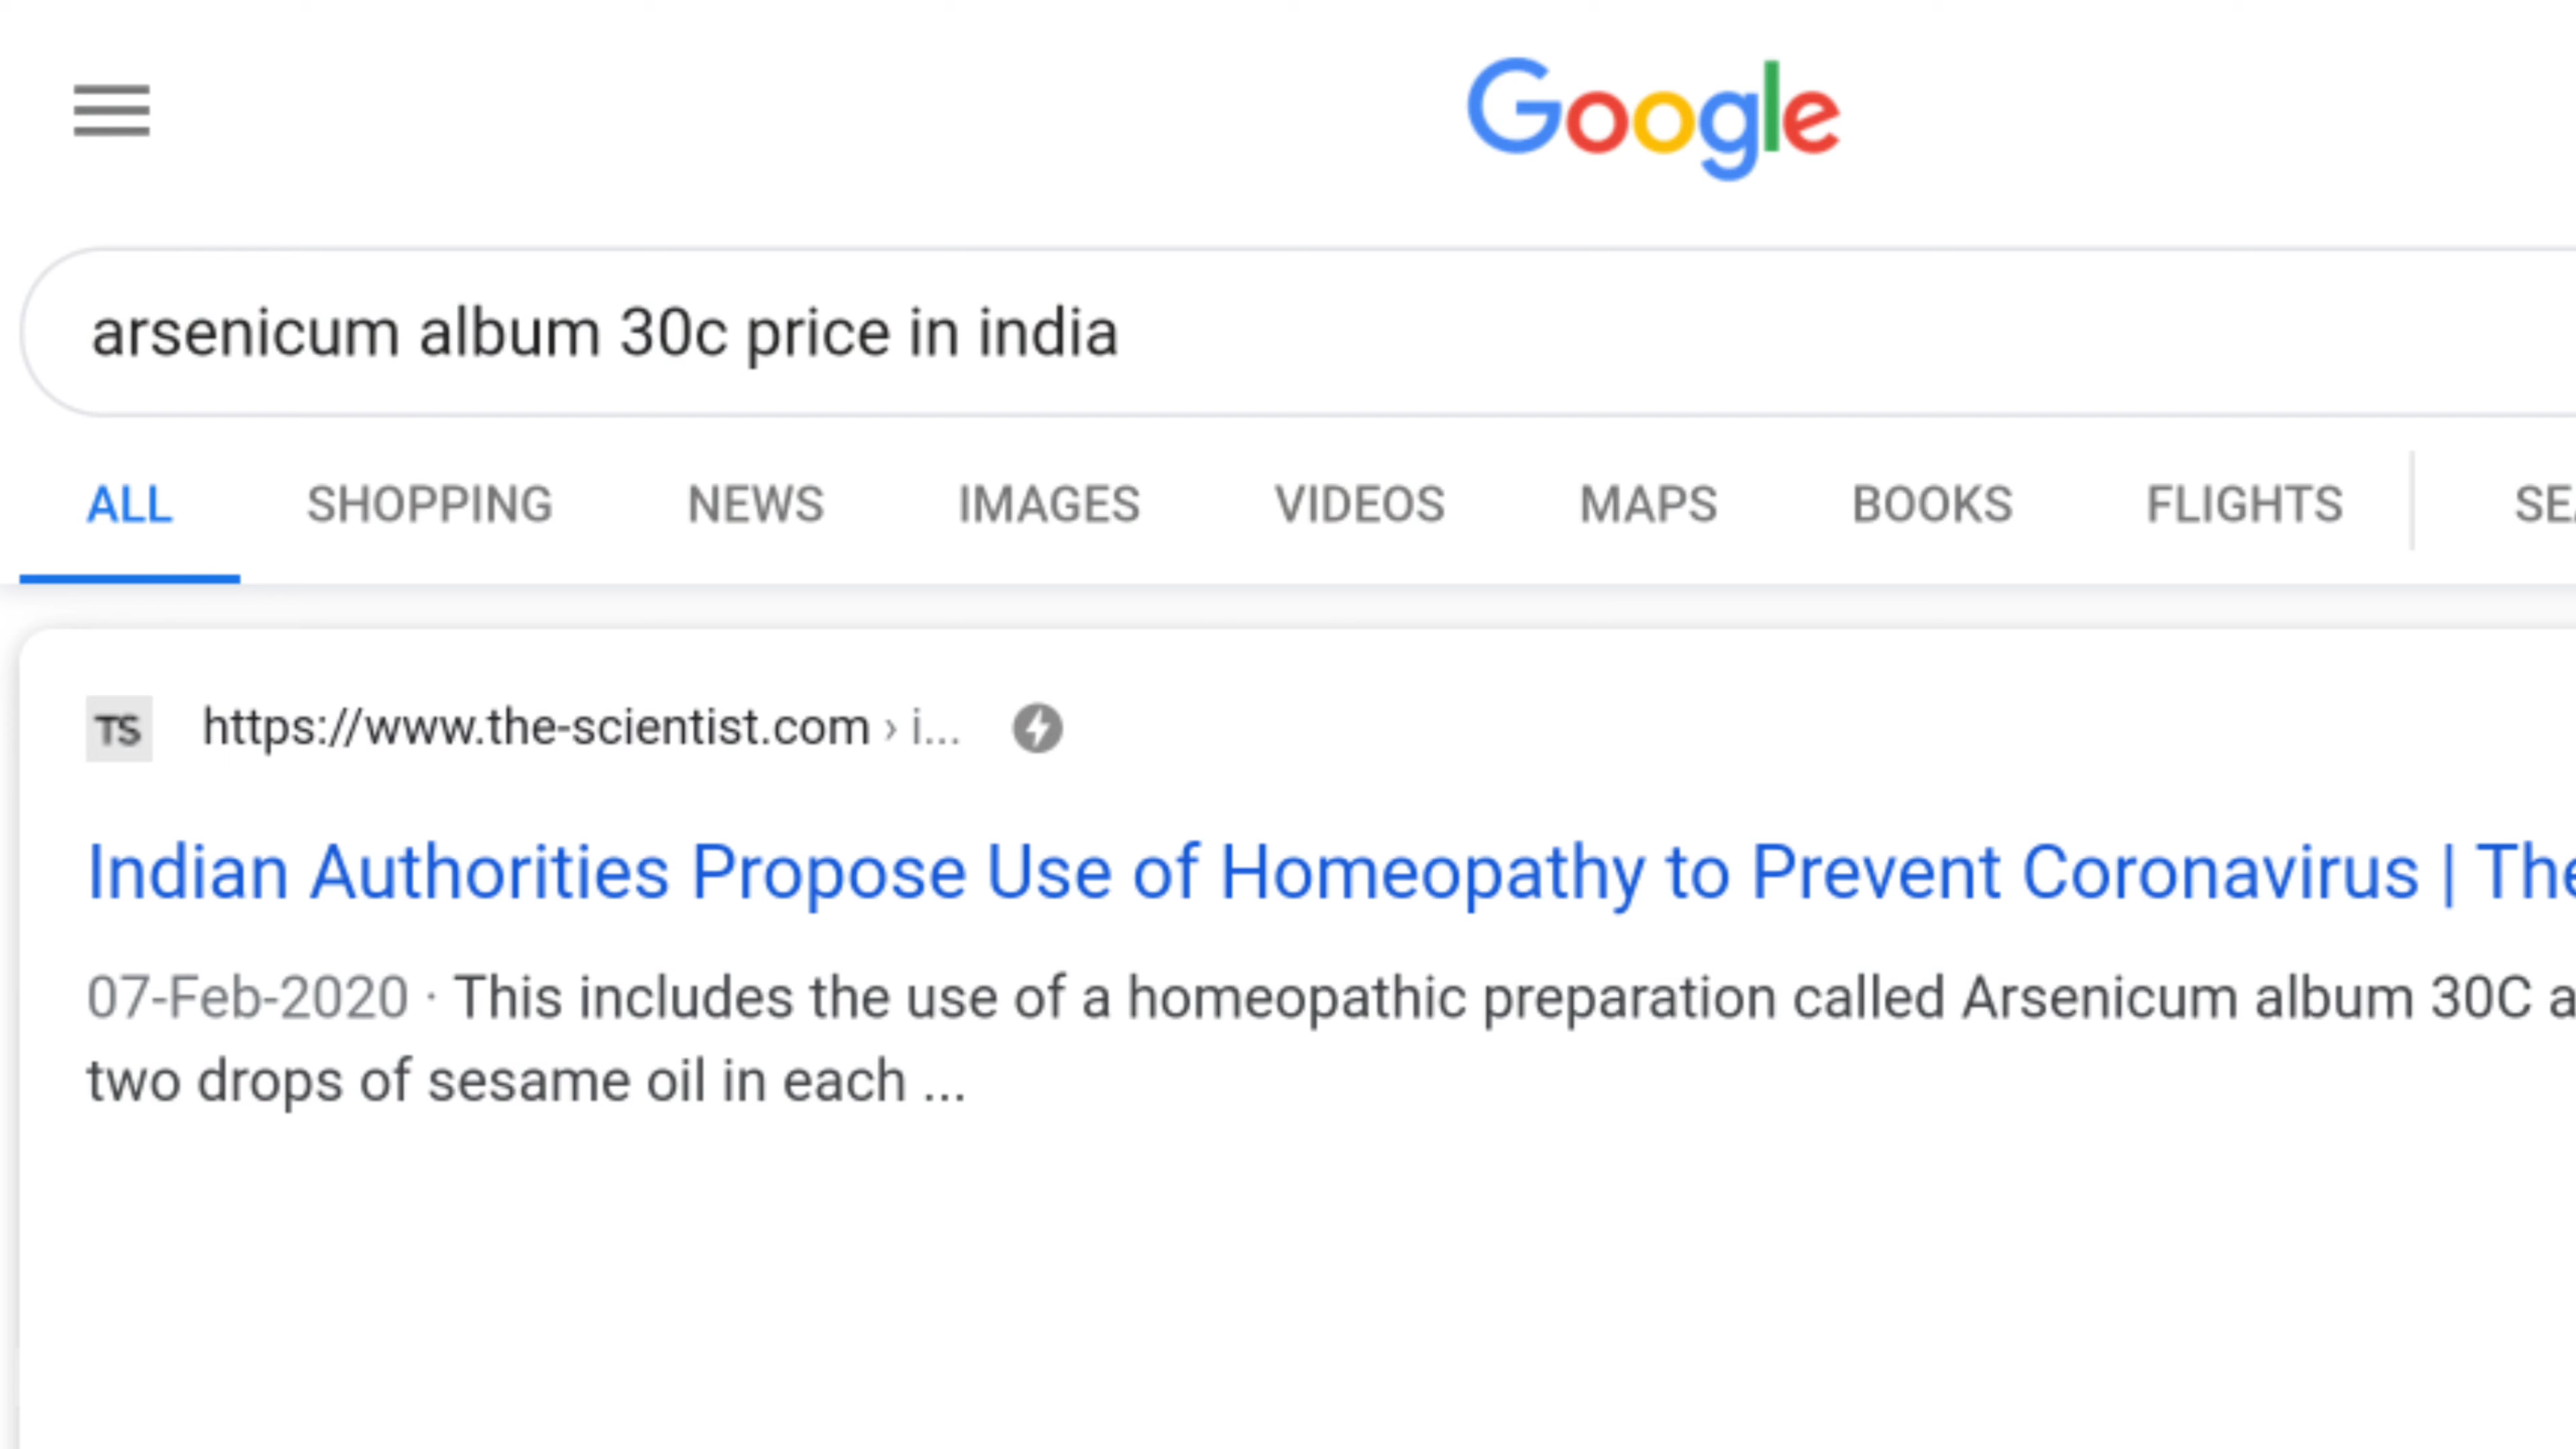 Google
arsenicum album 30c price in india
ALL SHOPPING NEWS IMAGES VIDEOS MAPS BOOKS FLIGHTS
TS https://www.the-scientist.com › i...
Indian Authorities Propose Use of Homeopathy to Prevent Coronavirus | The
07-Feb-2020 · This includes the use of a homeopathic preparation called Arsenicum album 30C
two drops of sesame oil in each ...